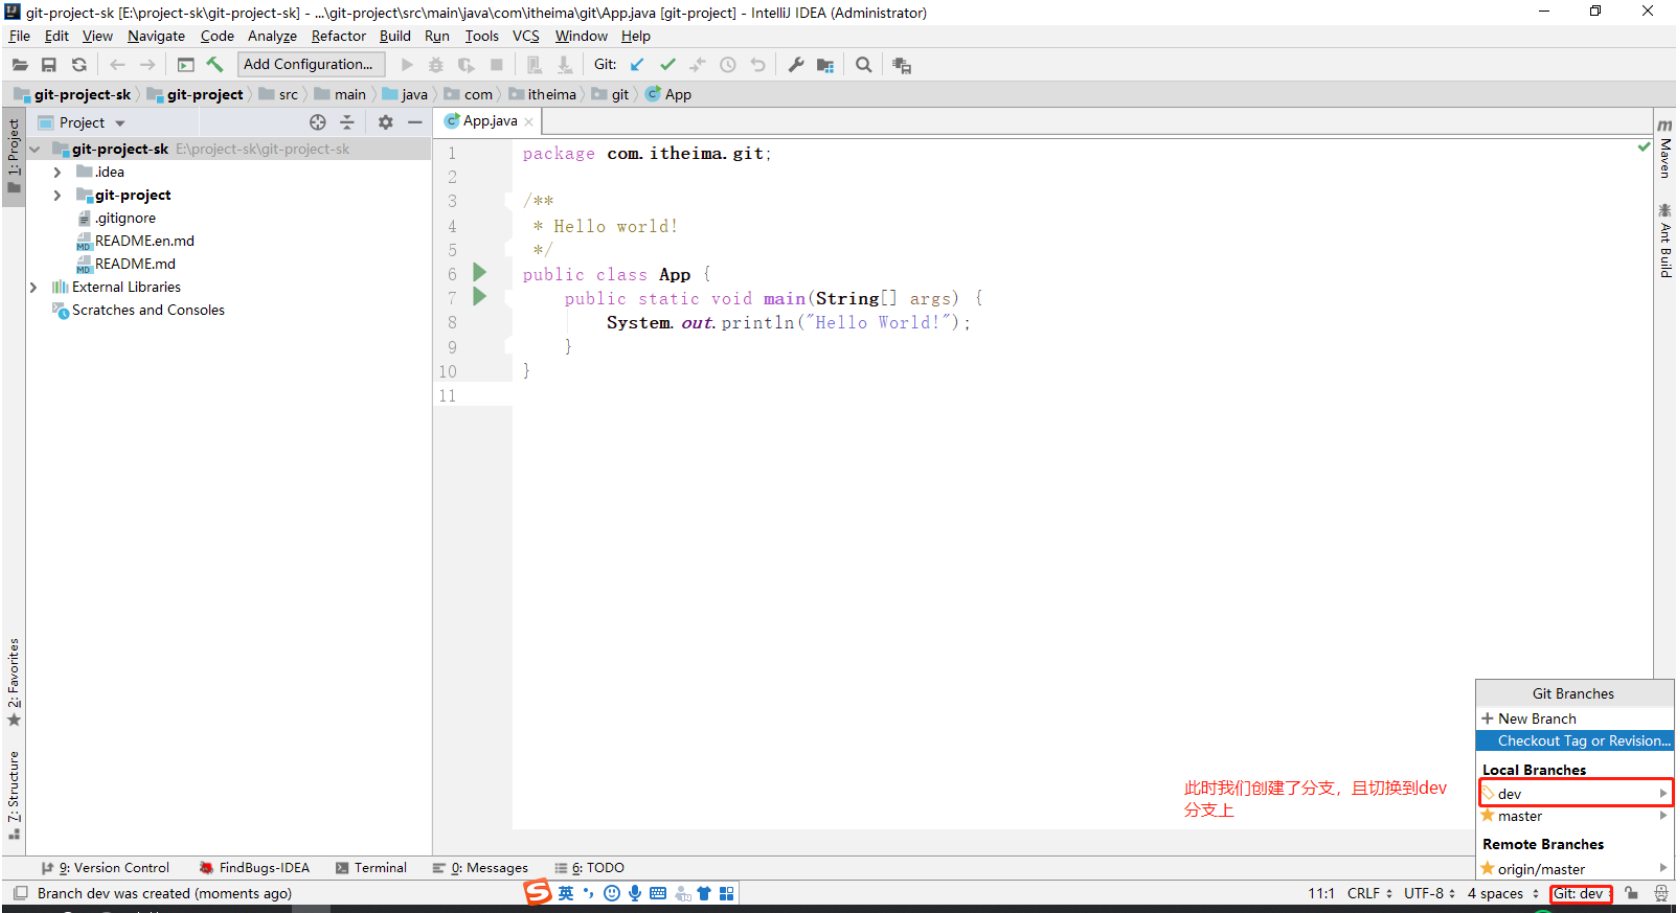 git-project-sk [E:\project-sk\git-project-sk] - ...\git-project\src\main\java\com\itheima\git\App.java [git-project] - IntelliJ IDEA (Administrator)
File Edit View Navigate Code Analyze Refactor Build Run Tools VCS Window Help
Add Configuration... Git:
git-project-sk git-project src main java com itheima git App
1: Project
Project
git-project-sk E:\project-sk\git-project-sk
.idea
git-project
.gitignore
README.en.md
README.md
External Libraries
Scratches and Consoles
2: Favorites
7: Structure
App.java
1 package com.itheima.git;
2
3 /**
4 * Hello world!
5 */
6 public class App {
7 public static void main(String[] args) {
8 System.out.println("Hello World!");
9 }
10 }
11
Maven
Ant Build
此时我们创建了分支，且切换到dev
分支上
Git Branches
New Branch
Checkout Tag or Revision...
Local Branches
dev
master
Remote Branches
origin/master
9: Version Control FindBugs-IDEA Terminal 0: Messages 6: TODO
Branch dev was created (moments ago) 英 11:1 CRLF UTF-8 4 spaces Git: dev